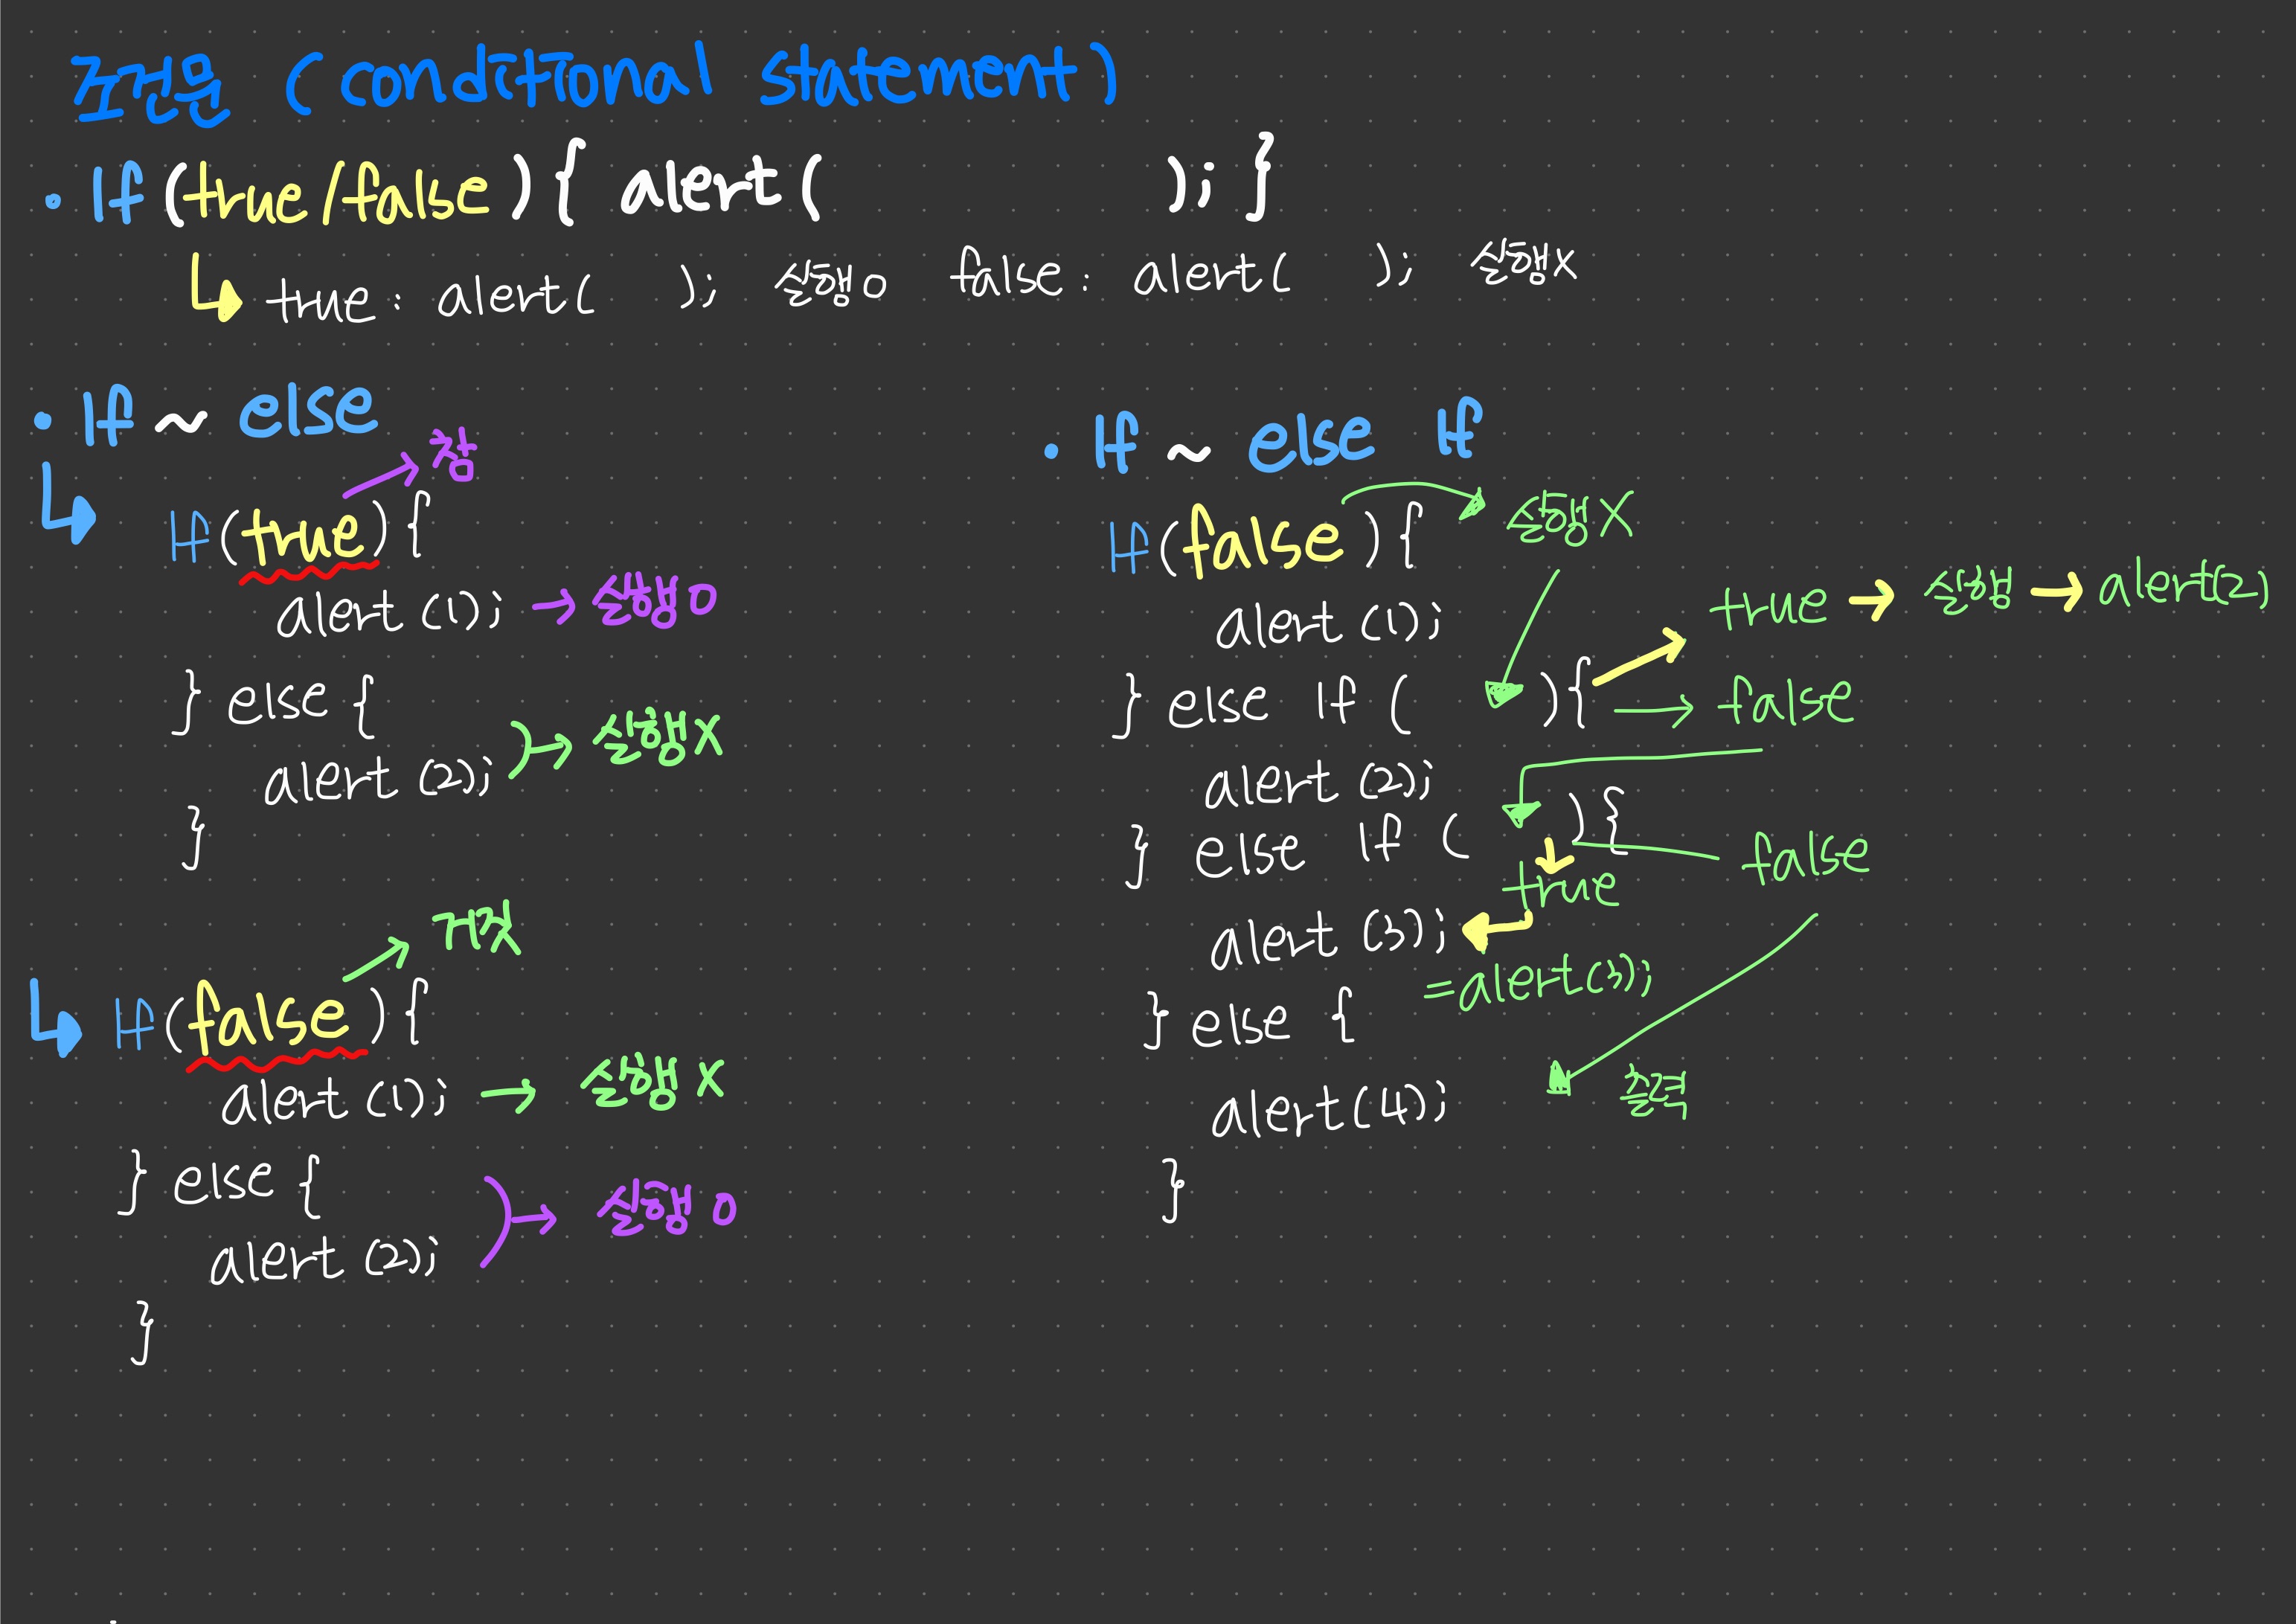 조건문 (conditional statement)
· If (true/false) { alert( ); }
↳ true: alert( ); 실행O false: alert( ); 실행X
· If ~ else
↳ If(true){ → 참
alert(1); → 실행O
} else {
alert(2); → 실행X
}
↳ If(false){ → 거짓
alert(1); → 실행X
} else {
alert(2); → 실행O
}
· If ~ else If
If(false){ 실행X
alert(1);
} else If ( ){ → true → 실행 → alert(2)
→ false
alert(2);
} else If ( ) { false
true
alert(3);
=alert(3);
} else {
alert(4); 출력
}